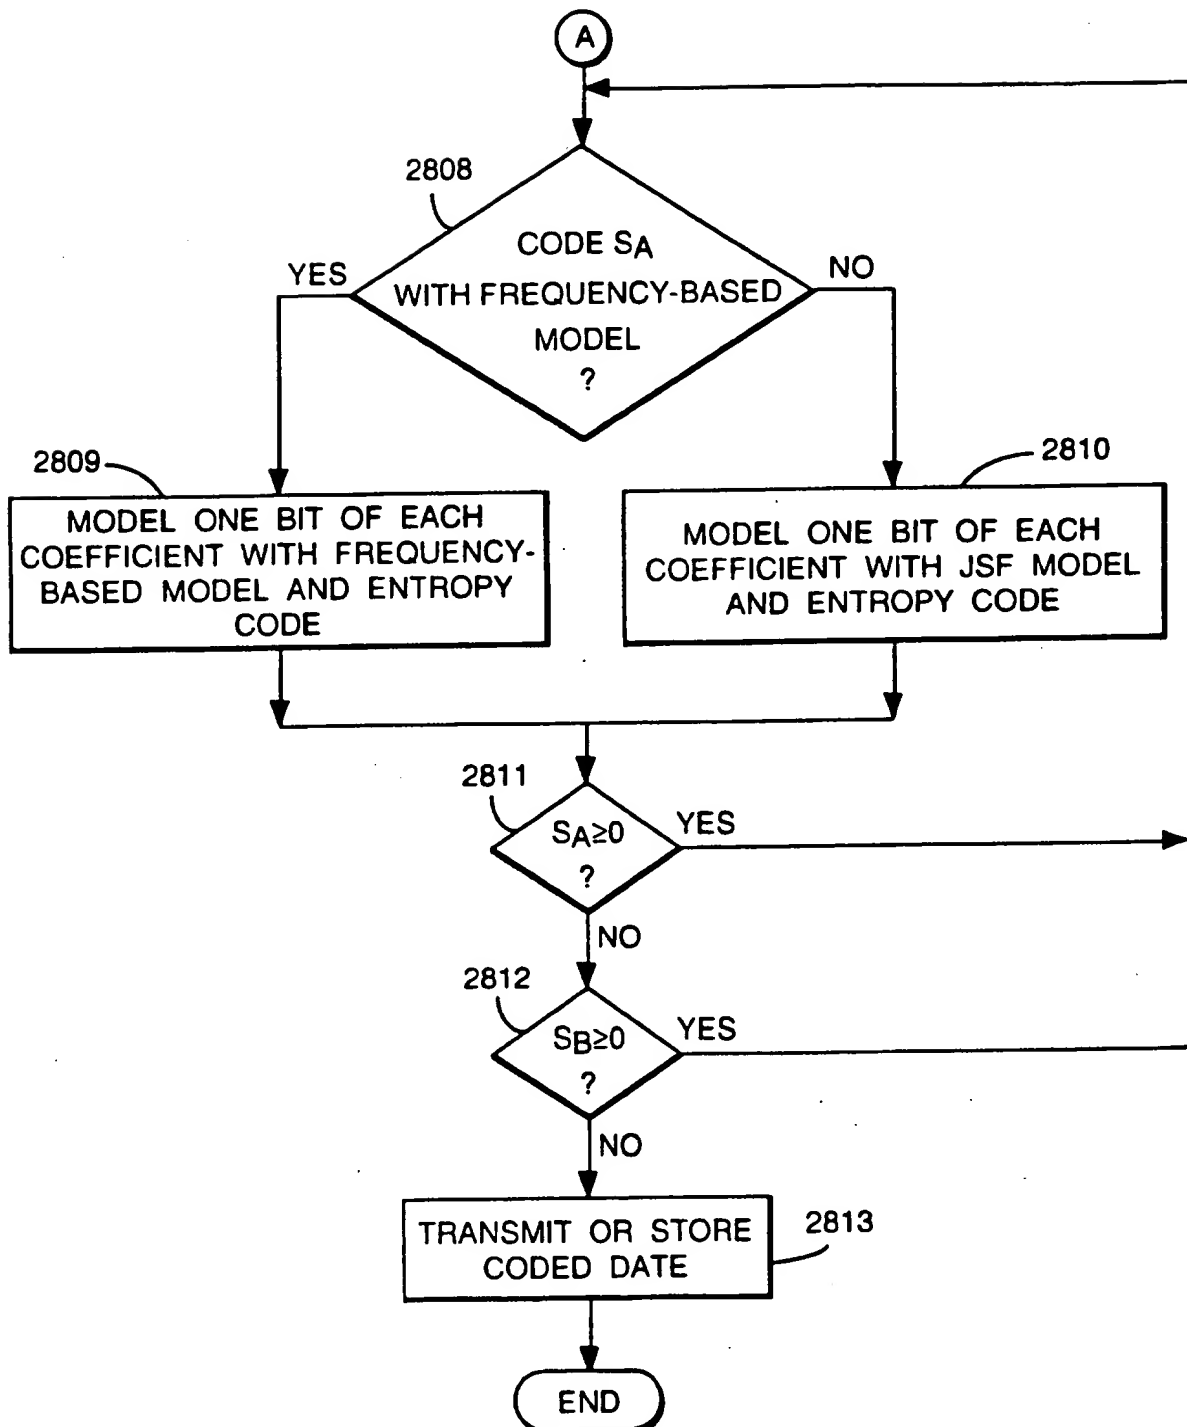 A
2808
CODE SA
WITH FREQUENCY-BASED
MODEL
?
YES
NO
2809
MODEL ONE BIT OF EACH
COEFFICIENT WITH FREQUENCY-
BASED MODEL AND ENTROPY
CODE
2810
MODEL ONE BIT OF EACH
COEFFICIENT WITH JSF MODEL
AND ENTROPY CODE
2811
SA≥0
?
YES
NO
2812
SB≥0
?
YES
NO
TRANSMIT OR STORE
CODED DATE
2813
END